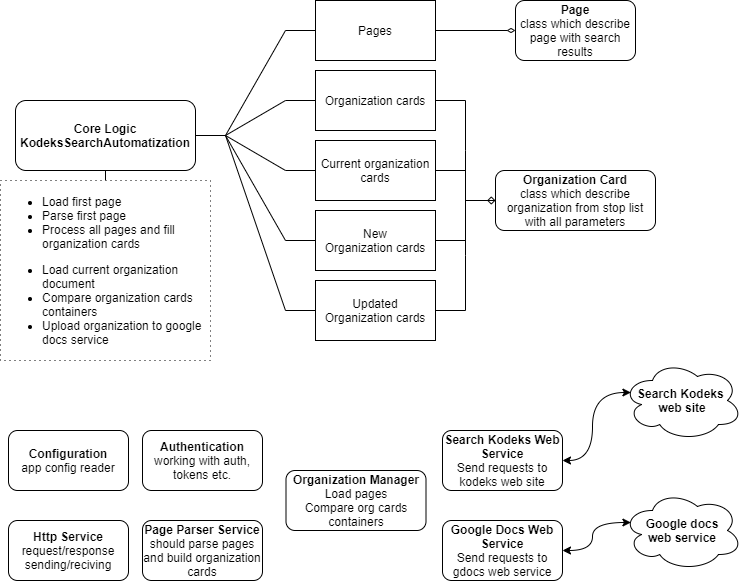 Core Logic
KodeksSearchAutomatization
Load first page
Parse first page
Process all pages and fill
organization cards
Load current organization
document
Compare organization cards
containers
Upload organization to google
docs service
Pages
Organization cards
Current organization
cards
New
Organization cards
Updated
Organization cards
Page
class which describe
page with search
results
Organization Card
class which describe
organization from stop list
with all parameters
Configuration
app config reader
Authentication
working with auth,
tokens etc.
Http Service
request/response
sending/reciving
Page Parser Service
should parse pages
and build organization
cards
Organization Manager
Load pages
Compare org cards
containers
Search Kodeks Web
Service
Send requests to
kodeks web site
Google Docs Web
Service
Send requests to
gdocs web service
Search Kodeks
web site
Google docs
web service